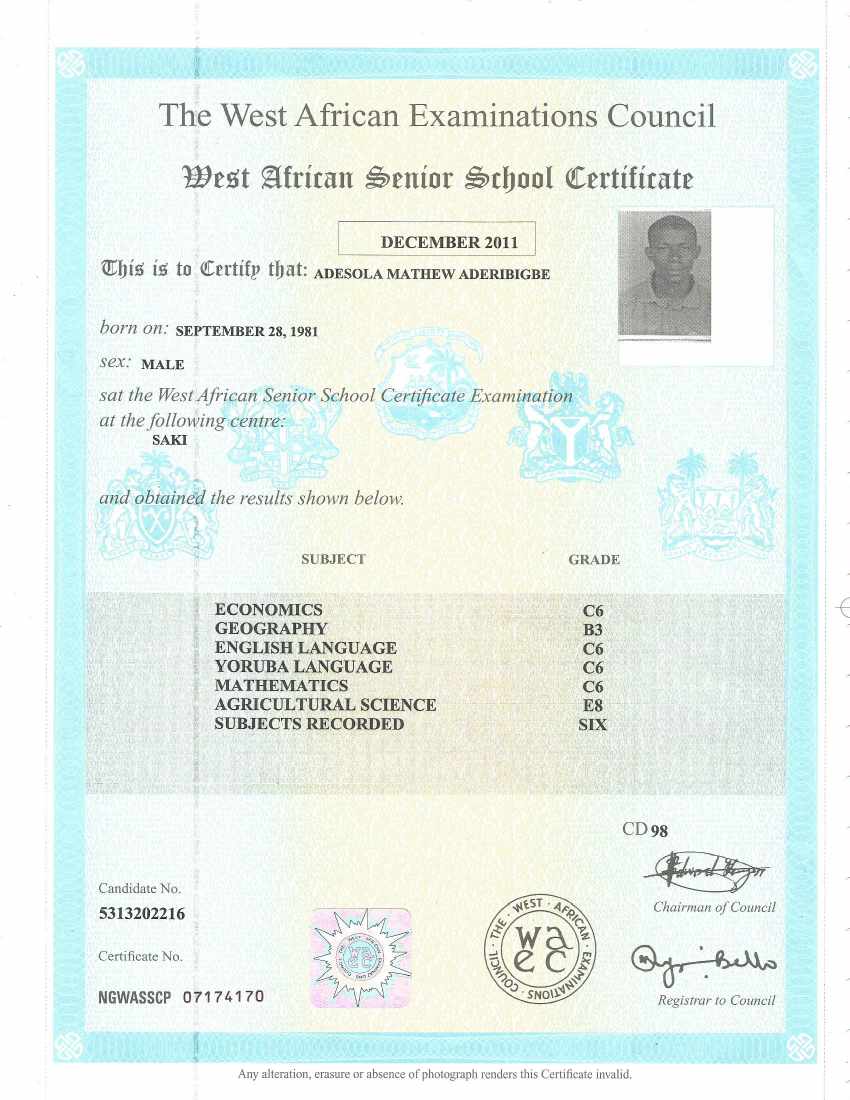 The West African Examinations Council
West African Senior School Certificate
DECEMBER 2011
This is to Certify that: ADESOLA MATHEW ADERIBIGBE
born on: SEPTEMBER 28, 1981
sex: MALE
sat the West African Senior School Certificate Examination
at the following centre:
SAKI
and obtained the results shown below.
SUBJECT GRADE
ECONOMICS C6
GEOGRAPHY B3
ENGLISH LANGUAGE C6
YORUBA LANGUAGE C6
MATHEMATICS C6
AGRICULTURAL SCIENCE E8
SUBJECTS RECORDED SIX
CD 98
Candidate No.
5313202216
Chairman of Council
Certificate No.
NGWASSCP 07174170
THE · WEST · AFRICAN · EXAMINATIONS · COUNCIL ·
waec
Bello
Registrar to Council
Any alteration, erasure or absence of photograph renders this Certificate invalid.